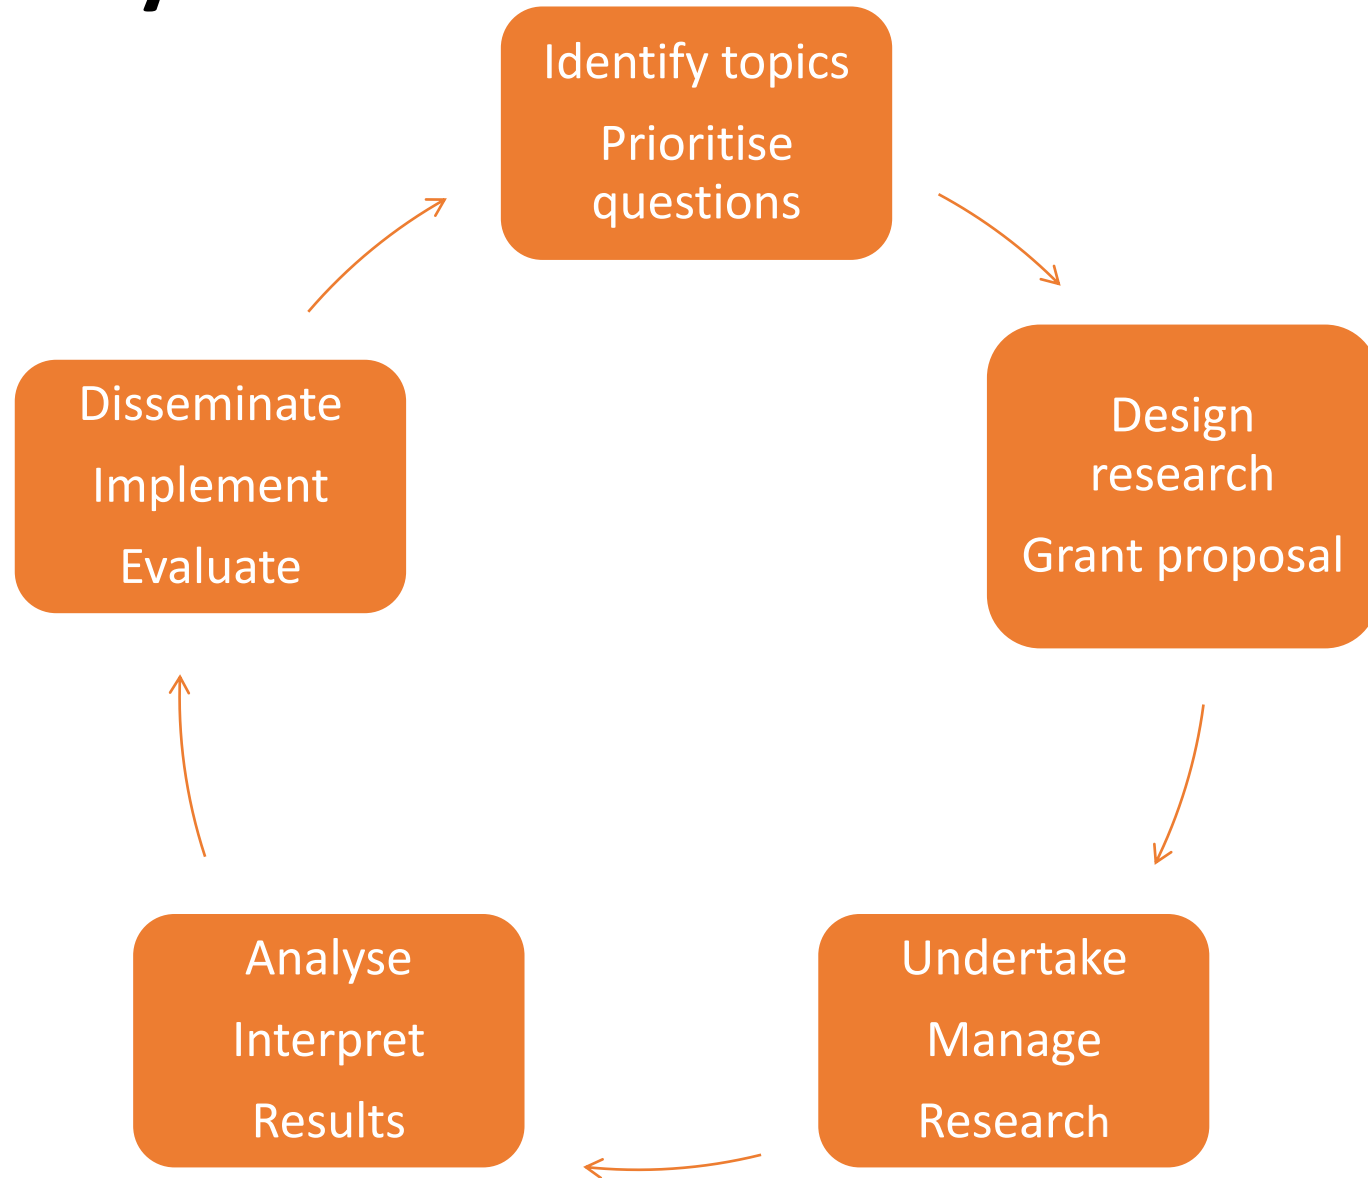 Identify topics
Prioritise
questions
Design
research
Grant proposal
Undertake
Manage
Research
Analyse
Interpret
Results
Disseminate
Implement
Evaluate